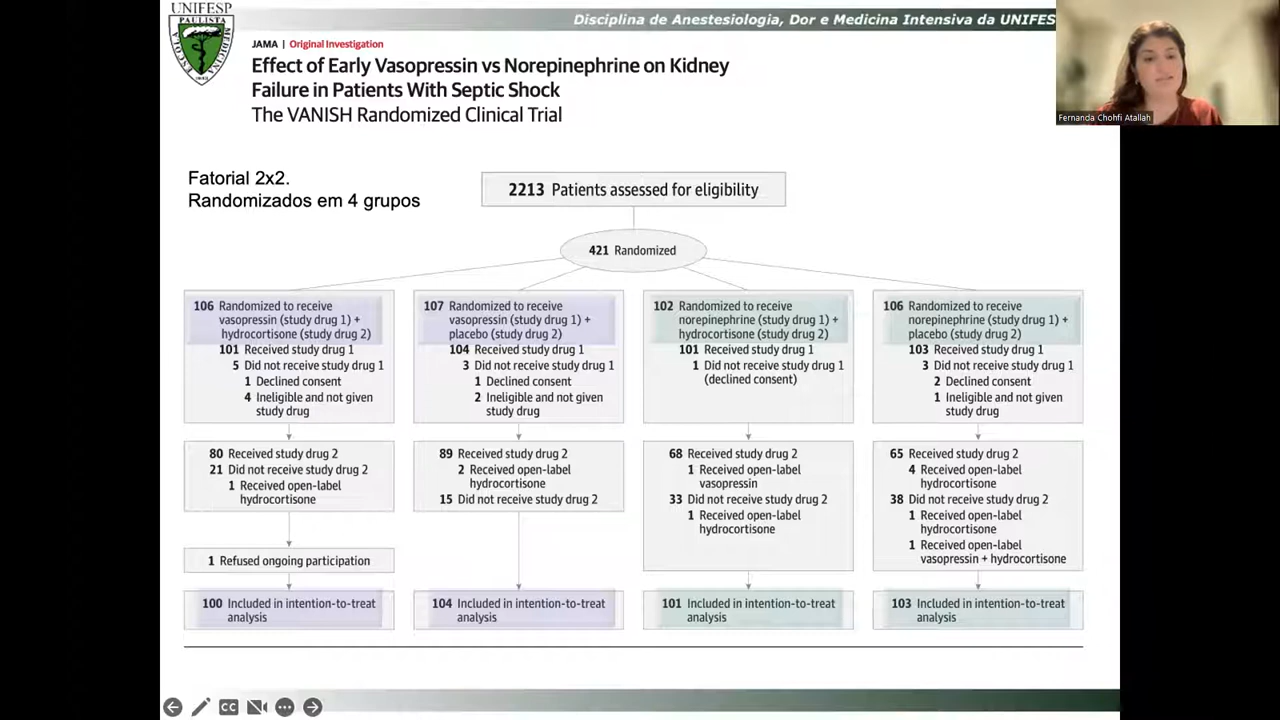 UNIFESP
PAULISTA
ESCOLA
MEDICINA
1933
Disciplina de Anestesiologia, Dor e Medicina Intensiva da UNIFES
JAMA | Original Investigation
Effect of Early Vasopressin vs Norepinephrine on Kidney
Failure in Patients With Septic Shock
The VANISH Randomized Clinical Trial
Fernanda Chohfi Atallah
Fatorial 2x2.
Randomizados em 4 grupos
2213 Patients assessed for eligibility
421 Randomized
106 Randomized to receive
vasopressin (study drug 1) +
hydrocortisone (study drug 2)
101 Received study drug 1
5 Did not receive study drug 1
1 Declined consent
4 Ineligible and not given
study drug
107 Randomized to receive
vasopressin (study drug 1) +
placebo (study drug 2)
104 Received study drug 1
3 Did not receive study drug 1
1 Declined consent
2 Ineligible and not given
study drug
102 Randomized to receive
norepinephrine (study drug 1) +
hydrocortisone (study drug 2)
101 Received study drug 1
1 Did not receive study drug 1
(declined consent)
106 Randomized to receive
norepinephrine (study drug 1) +
placebo (study drug 2)
103 Received study drug 1
3 Did not receive study drug 1
2 Declined consent
1 Ineligible and not given
study drug
80 Received study drug 2
21 Did not receive study drug 2
1 Received open-label
hydrocortisone
89 Received study drug 2
2 Received open-label
hydrocortisone
15 Did not receive study drug 2
68 Received study drug 2
1 Received open-label
vasopressin
33 Did not receive study drug 2
1 Received open-label
hydrocortisone
65 Received study drug 2
4 Received open-label
hydrocortisone
38 Did not receive study drug 2
1 Received open-label
hydrocortisone
1 Received open-label
vasopressin + hydrocortisone
1 Refused ongoing participation
100 Included in intention-to-treat
analysis
104 Included in intention-to-treat
analysis
101 Included in intention-to-treat
analysis
103 Included in intention-to-treat
analysis
CC